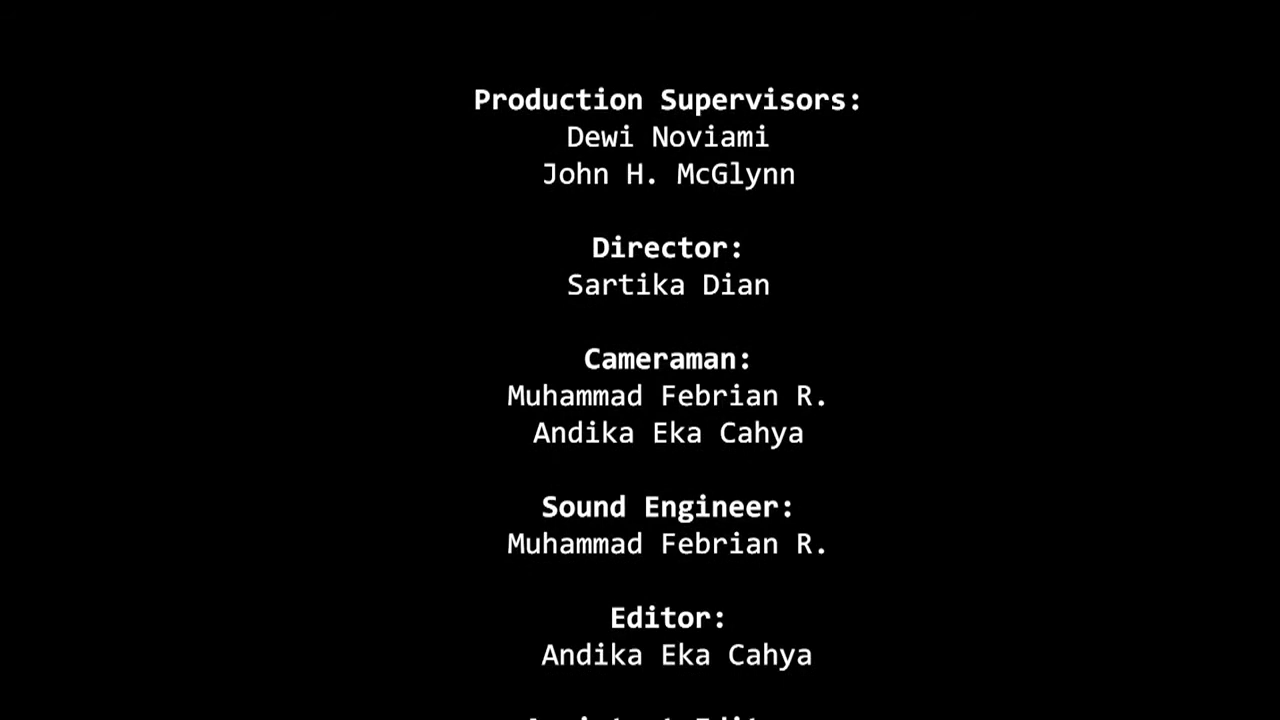 Production Supervisors:
Dewi Noviami
John H. McGlynn
Director:
Sartika Dian
Cameraman:
Muhammad Febrian R.
Andika Eka Cahya
Sound Engineer:
Muhammad Febrian R.
Editor:
Andika Eka Cahya